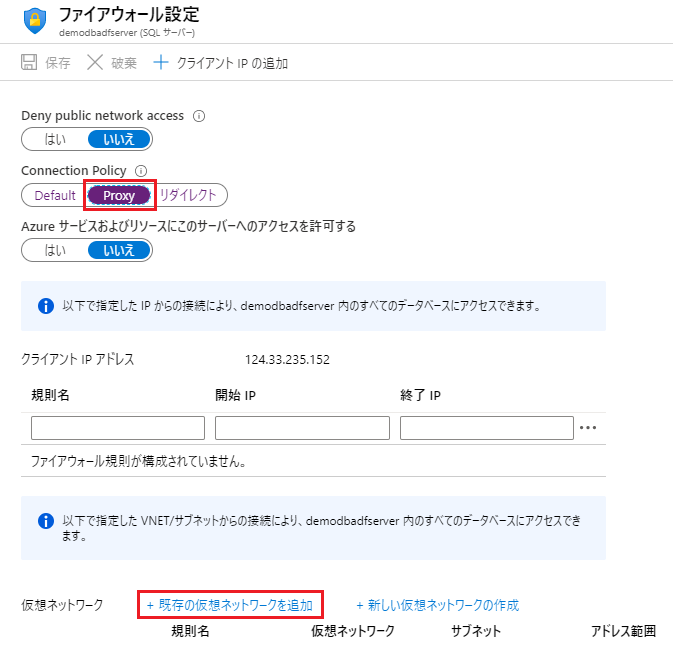 ファイアウォール設定
demodbadfserver (SQL サーバー)
保存 破棄 クライアント IP の追加
Deny public network access
はい いいえ
Connection Policy
Default Proxy リダイレクト
Azure サービスおよびリソースにこのサーバーへのアクセスを許可する
はい いいえ
以下で指定した IP からの接続により、demodbadfserver 内のすべてのデータベースにアクセスできます。
クライアント IP アドレス 124.33.235.152
規則名 開始 IP 終了 IP
ファイアウォール規則が構成されていません。
以下で指定した VNET/サブネットからの接続により、demodbadfserver 内のすべてのデータベースにアクセスでき
ます。
仮想ネットワーク + 既存の仮想ネットワークを追加 + 新しい仮想ネットワークの作成
規則名 仮想ネットワーク サブネット アドレス範囲